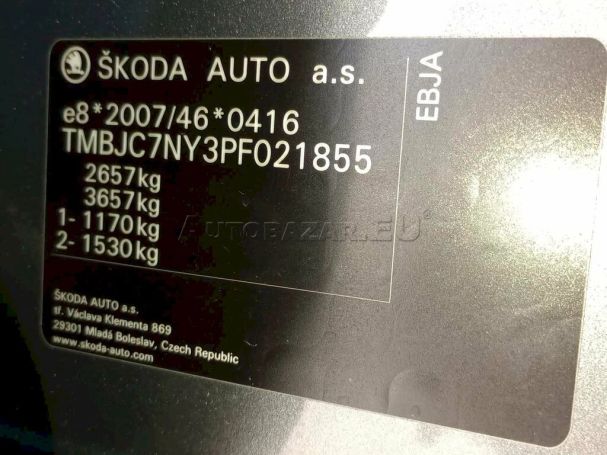 ŠKODA AUTO a.s.
EBJA
e8*2007/46*0416
TMBJC7NY3PF021855
2657kg
3657kg
1- 1170kg
2- 1530kg
AUTOBAZAR.EU
ŠKODA AUTO a.s.
tř. Václava Klementa 869
29301 Mladá Boleslav, Czech Republic
www.skoda-auto.com